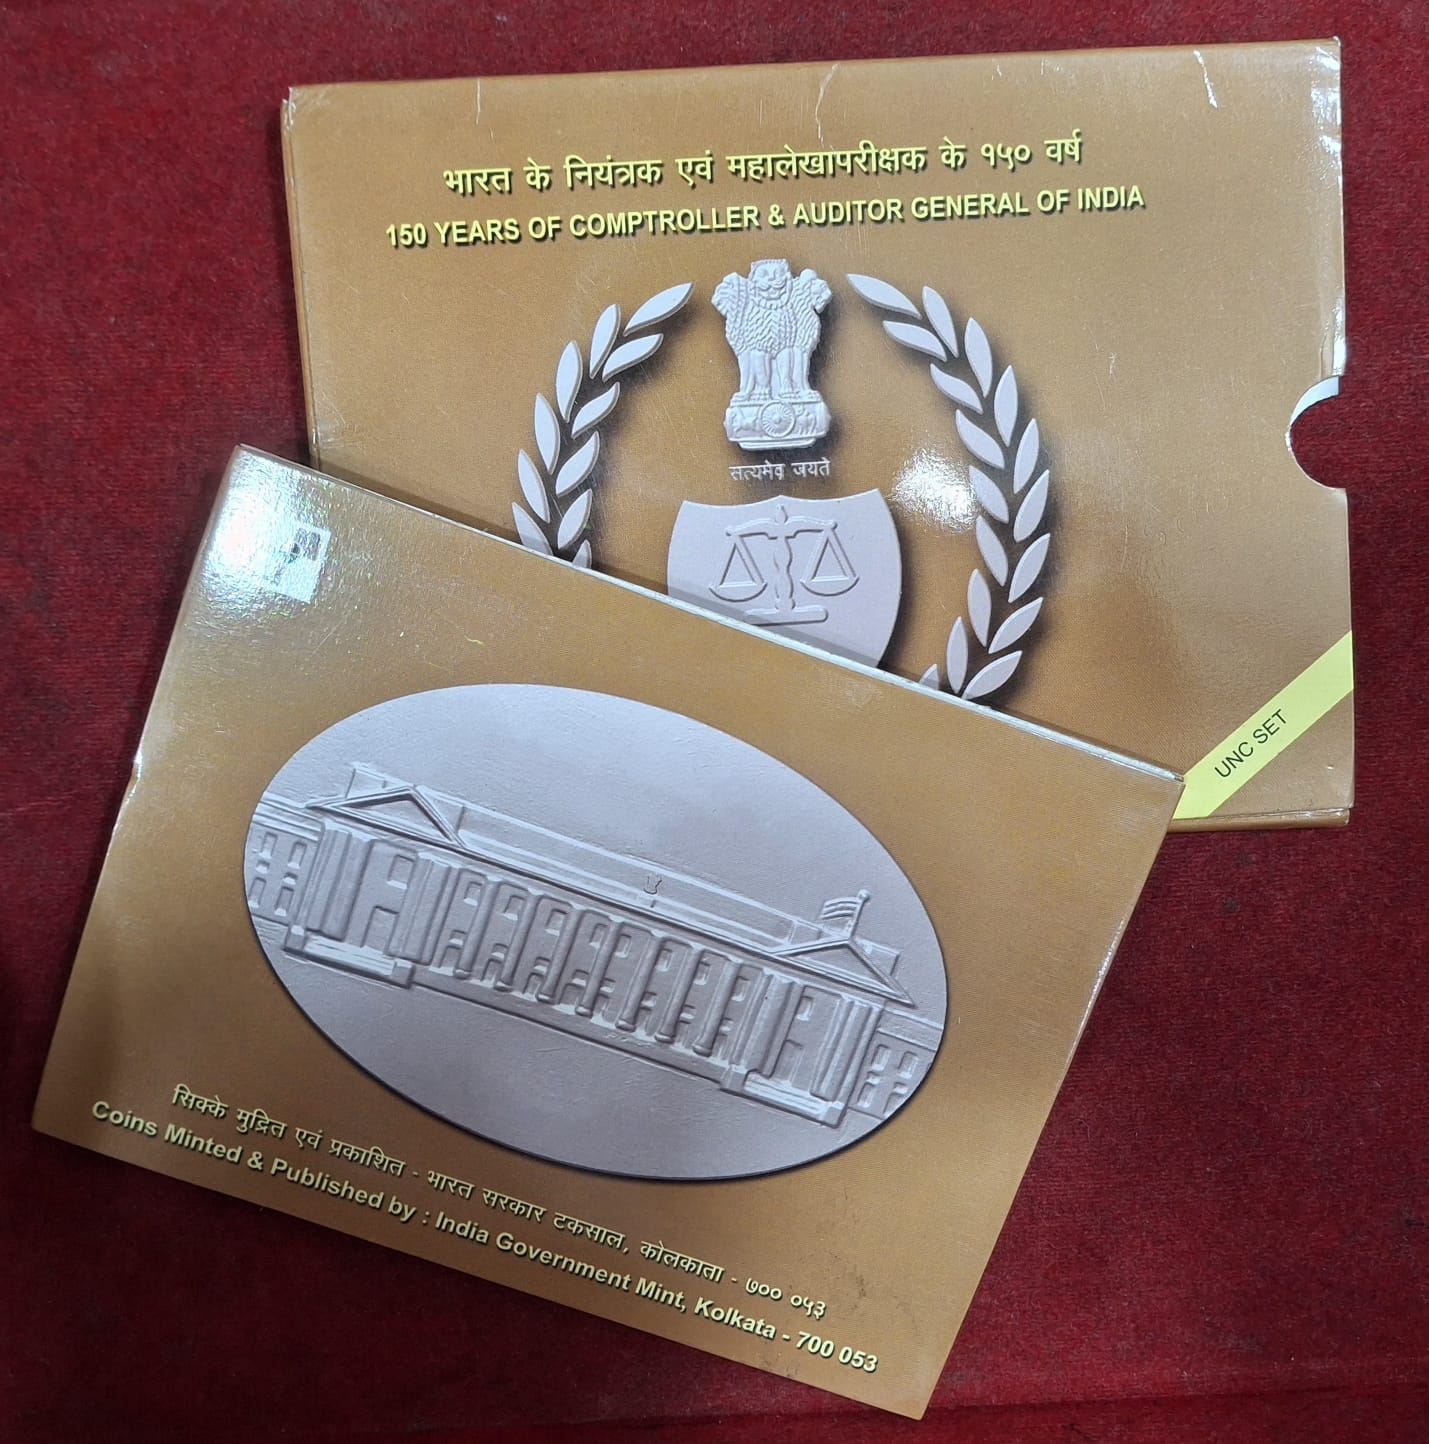 भारत के नियंत्रक एवं महालेखापरीक्षक के १५० वर्ष
150 YEARS OF COMPTROLLER & AUDITOR GENERAL OF INDIA
सत्यमेव जयते
UNC SET
सिक्के मुद्रित एवं प्रकाशित - भारत सरकार टकसाल, कोलकाता - ७०० ०५३
Coins Minted & Published by : India Government Mint, Kolkata - 700 053